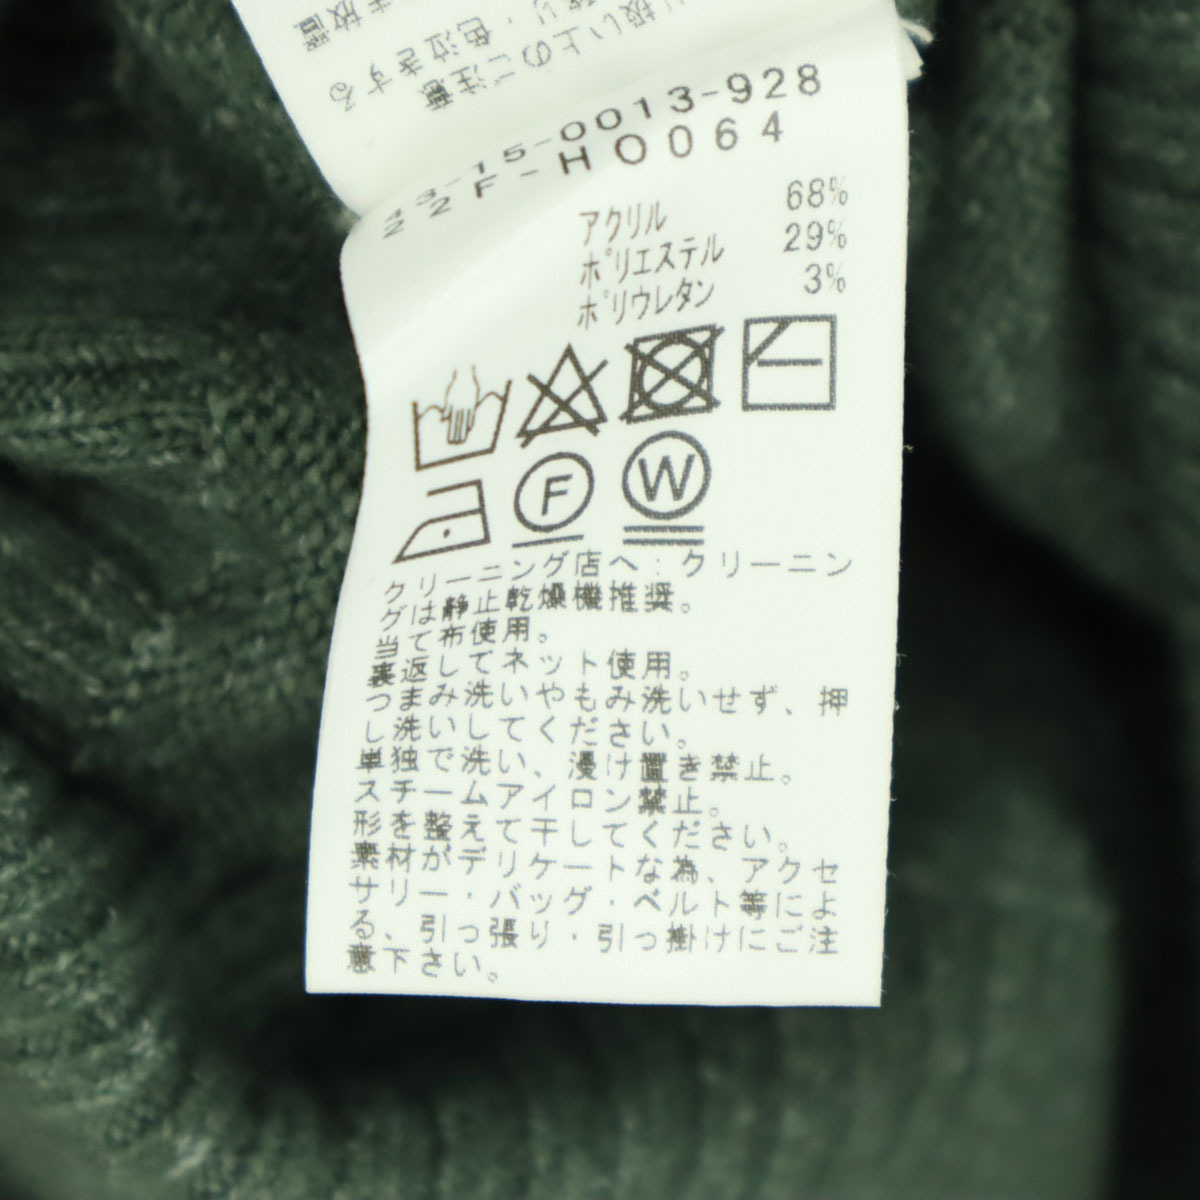 扱い上のご注意
色泣きする
43-15-0013-928
22F-HO064
アクリル 68%
ポリエステル 29%
ポリウレタン 3%
F
W
クリーニング店へ:クリーニン
グは静止乾燥機推奨。
当て布使用。
裏返してネット使用。
つまみ洗いやもみ洗いせず、押
し洗いしてください。
単独で洗い、浸け置き禁止。
スチームアイロン禁止。
形を整えて干してください。
素材がデリケートな為、アクセ
サリー・バッグ・ベルト等によ
る、引っ張り・引っ掛けにご注
意下さい。